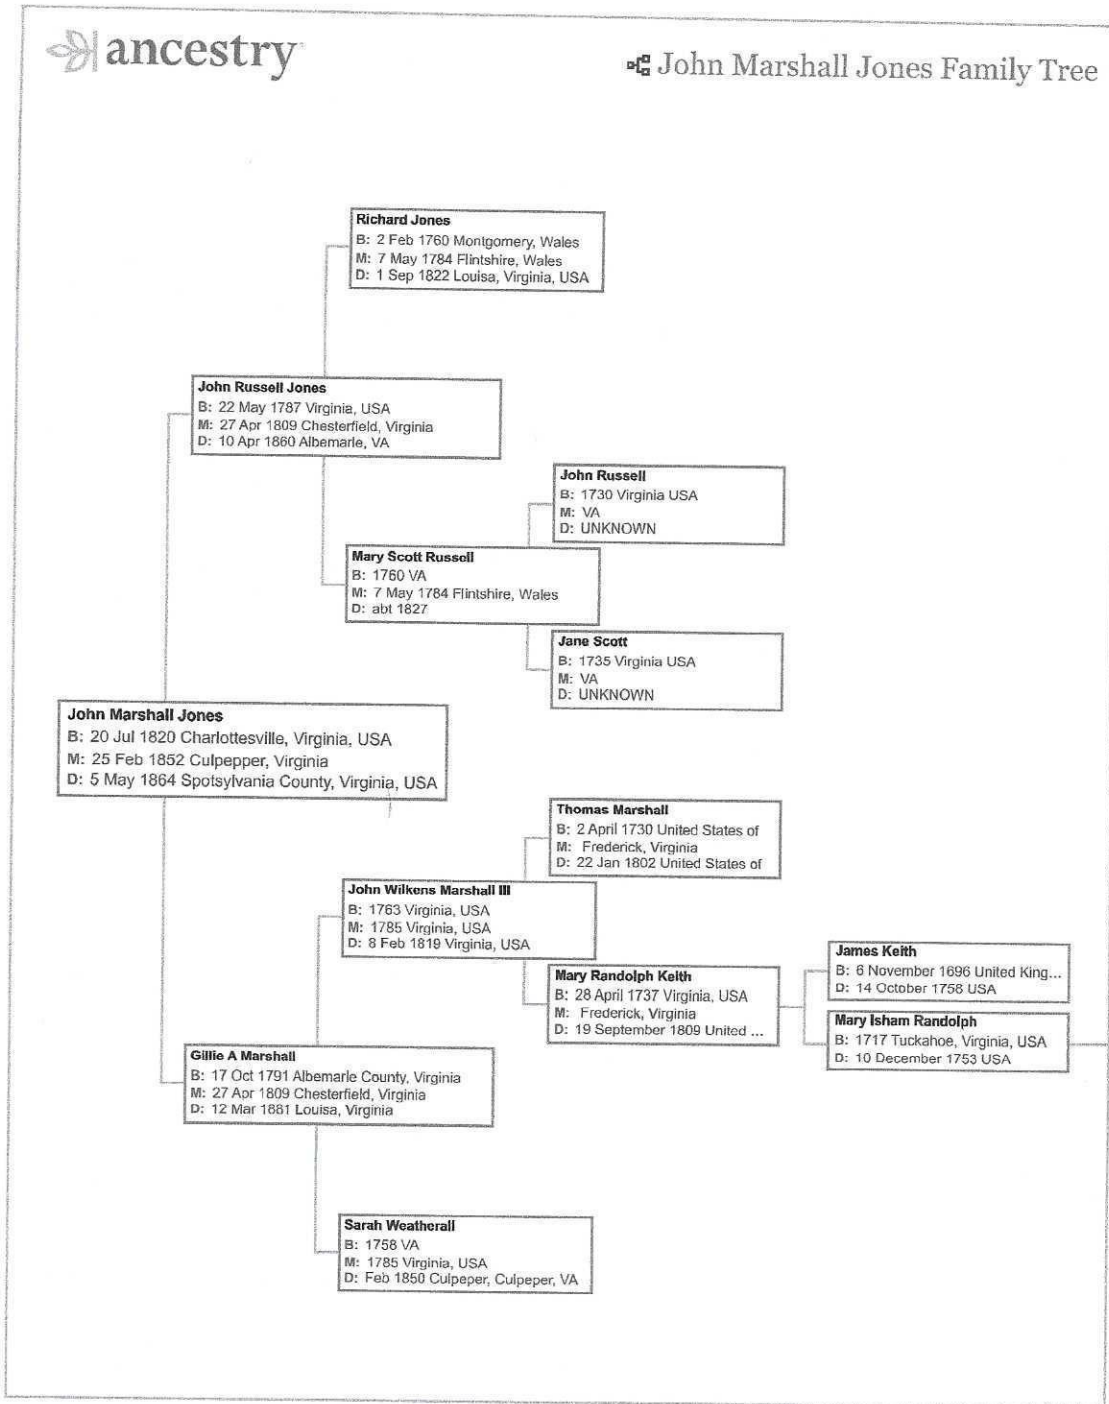 ancestry
John Marshall Jones Family Tree
Richard Jones
B: 2 Feb 1760 Montgomery, Wales
M: 7 May 1784 Flintshire, Wales
D: 1 Sep 1822 Louisa, Virginia, USA
John Russell Jones
B: 22 May 1787 Virginia, USA
M: 27 Apr 1809 Chesterfield, Virginia
D: 10 Apr 1860 Albemarle, VA
John Russell
B: 1730 Virginia USA
M: VA
D: UNKNOWN
Mary Scott Russell
B: 1760 VA
M: 7 May 1784 Flintshire, Wales
D: abt 1827
Jane Scott
B: 1735 Virginia USA
M: VA
D: UNKNOWN
John Marshall Jones
B: 20 Jul 1820 Charlottesville, Virginia, USA
M: 25 Feb 1852 Culpepper, Virginia
D: 5 May 1864 Spotsylvania County, Virginia, USA
Thomas Marshall
B: 2 April 1730 United States of
M: Frederick, Virginia
D: 22 Jan 1802 United States of
John Wilkens Marshall III
B: 1763 Virginia, USA
M: 1785 Virginia, USA
D: 8 Feb 1819 Virginia, USA
Mary Randolph Keith
B: 28 April 1737 Virginia, USA
M: Frederick, Virginia
D: 19 September 1809 United ...
James Keith
B: 6 November 1696 United King...
D: 14 October 1758 USA
Mary Isham Randolph
B: 1717 Tuckahoe, Virginia, USA
D: 10 December 1753 USA
Gillie A Marshall
B: 17 Oct 1791 Albemarle County, Virginia
M: 27 Apr 1809 Chesterfield, Virginia
D: 12 Mar 1881 Louisa, Virginia
Sarah Weatherall
B: 1758 VA
M: 1785 Virginia, USA
D: Feb 1850 Culpeper, Culpeper, VA